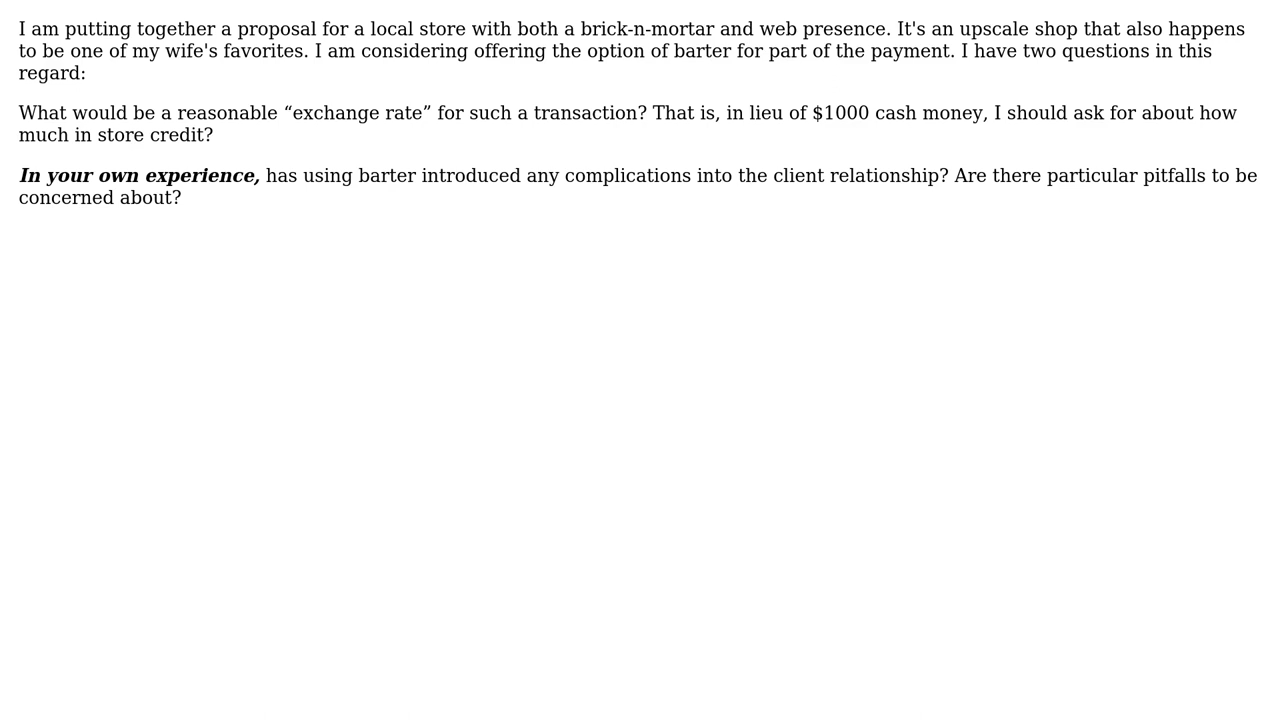 I am putting together a proposal for a local store with both a brick-n-mortar and web presence. It's an upscale shop that also happens
to be one of my wife's favorites. I am considering offering the option of barter for part of the payment. I have two questions in this
regard:
What would be a reasonable “exchange rate” for such a transaction? That is, in lieu of $1000 cash money, I should ask for about how
much in store credit?
In your own experience, has using barter introduced any complications into the client relationship? Are there particular pitfalls to be
concerned about?